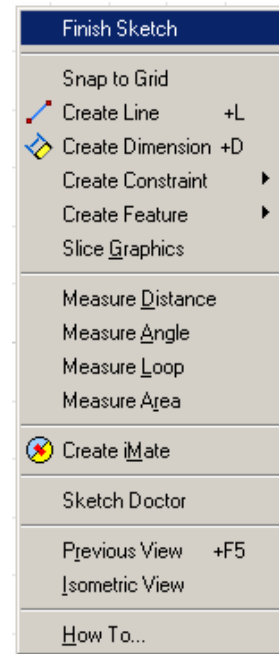 Finish Sketch
Snap to Grid
Create Line +L
Create Dimension +D
Create Constraint
Create Feature
Slice Graphics
Measure Distance
Measure Angle
Measure Loop
Measure Area
Create iMate
Sketch Doctor
Previous View +F5
Isometric View
How To...